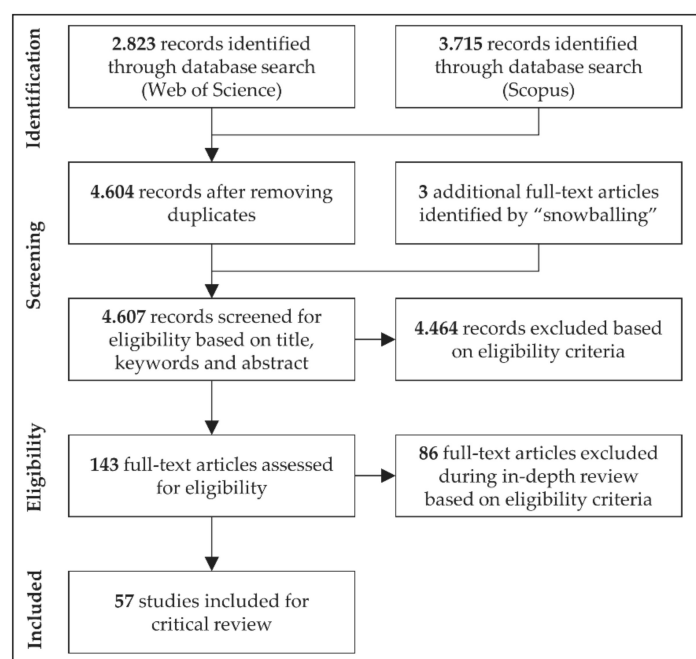 Identification
2.823 records identified
through database search
(Web of Science)
3.715 records identified
through database search
(Scopus)
Screening
4.604 records after removing
duplicates
3 additional full-text articles
identified by “snowballing”
4.607 records screened for
eligibility based on title,
keywords and abstract
4.464 records excluded based
on eligibility criteria
Eligibility
143 full-text articles assessed
for eligibility
86 full-text articles excluded
during in-depth review
based on eligibility criteria
Included
57 studies included for
critical review